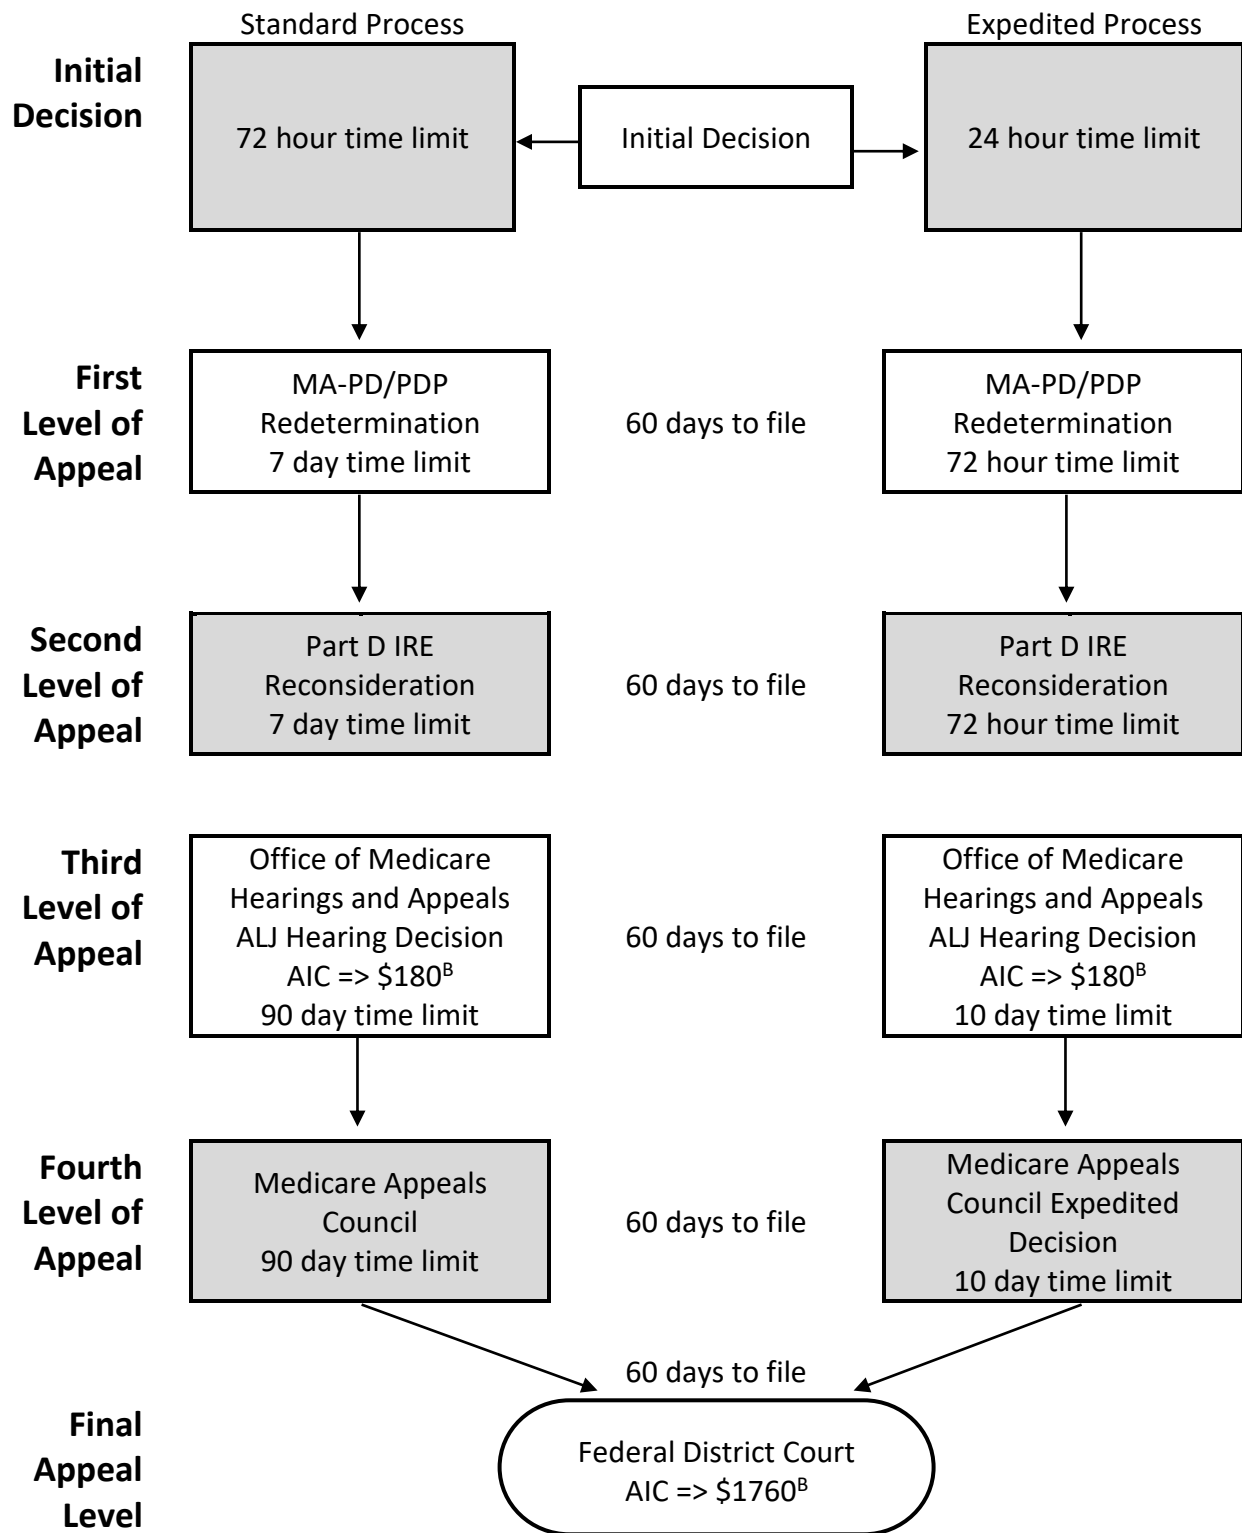 Standard Process
Expedited Process
Initial
Decision
72 hour time limit
Initial Decision
24 hour time limit
First
Level of
Appeal
MA-PD/PDP
Redetermination
7 day time limit
60 days to file
MA-PD/PDP
Redetermination
72 hour time limit
Second
Level of
Appeal
Part D IRE
Reconsideration
7 day time limit
60 days to file
Part D IRE
Reconsideration
72 hour time limit
Third
Level of
Appeal
Office of Medicare
Hearings and Appeals
ALJ Hearing Decision
AIC => $180ᴮ
90 day time limit
60 days to file
Office of Medicare
Hearings and Appeals
ALJ Hearing Decision
AIC => $180ᴮ
10 day time limit
Fourth
Level of
Appeal
Medicare Appeals
Council
90 day time limit
60 days to file
Medicare Appeals
Council Expedited
Decision
10 day time limit
60 days to file
Final
Appeal
Level
Federal District Court
AIC => $1760ᴮ